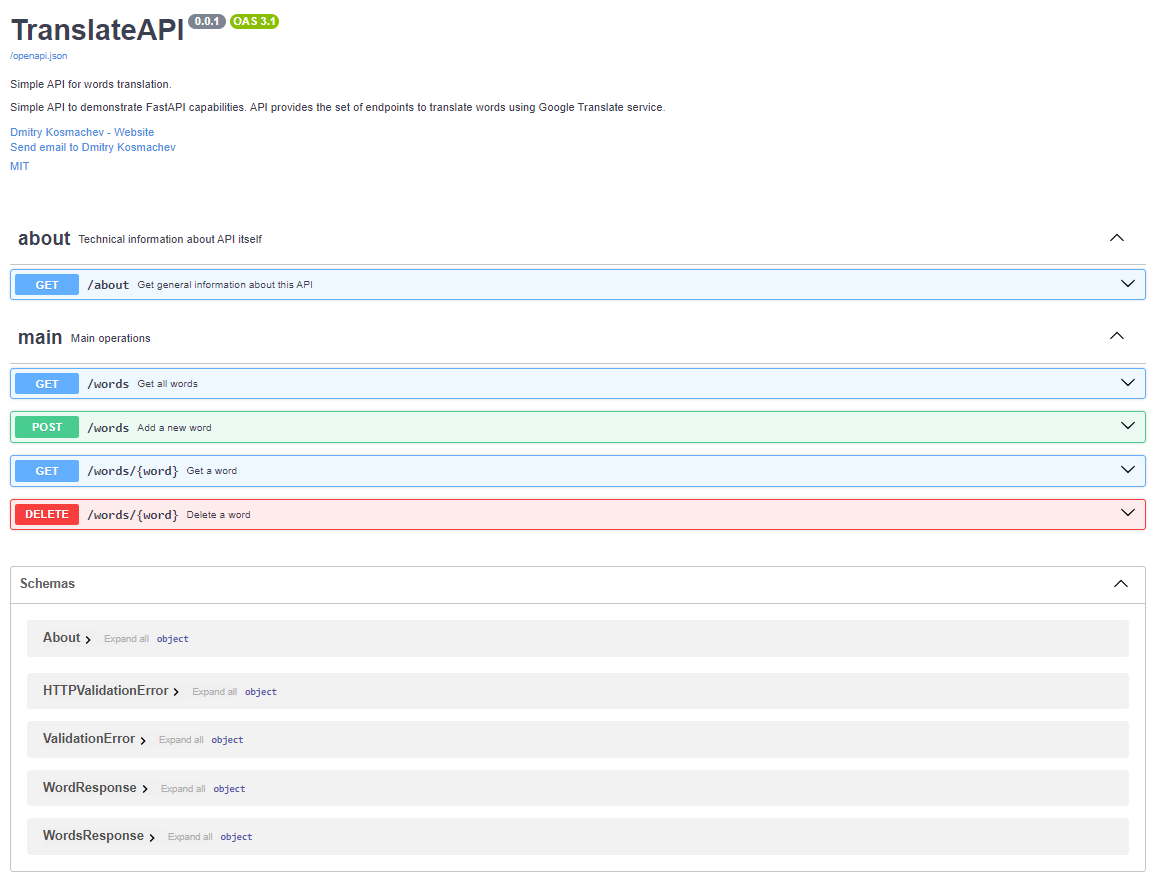 TranslateAPI 0.0.1 OAS 3.1
/openapi.json
Simple API for words translation.
Simple API to demonstrate FastAPI capabilities. API provides the set of endpoints to translate words using Google Translate service.
Dmitry Kosmachev - Website
Send email to Dmitry Kosmachev
MIT
about Technical information about API itself
GET /about Get general information about this API
main Main operations
GET /words Get all words
POST /words Add a new word
GET /words/{word} Get a word
DELETE /words/{word} Delete a word
Schemas
About Expand all object
HTTPValidationError Expand all object
ValidationError Expand all object
WordResponse Expand all object
WordsResponse Expand all object